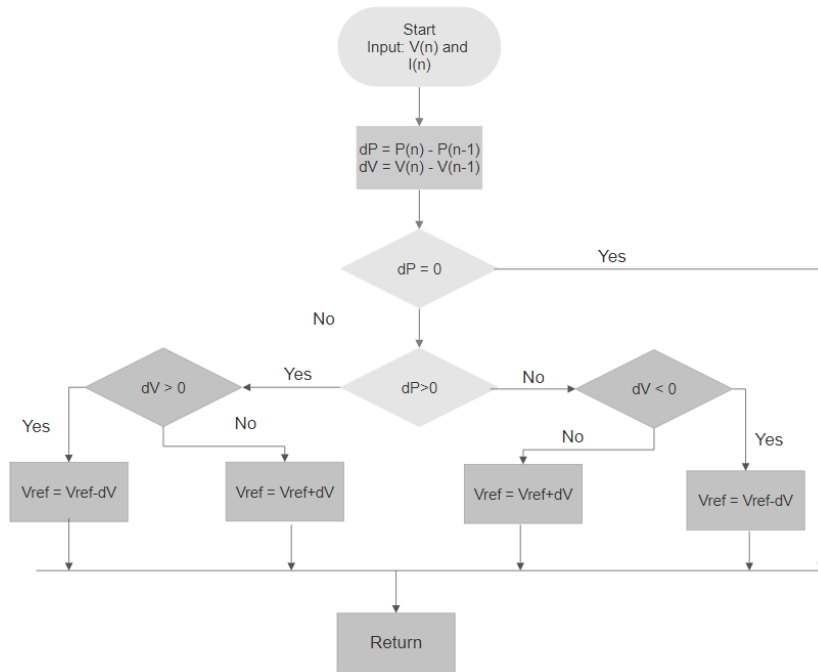 Start
Input: V(n) and
I(n)
dP = P(n) - P(n-1)
dV = V(n) - V(n-1)
dP = 0
Yes
No
dV > 0
Yes
dP>0
No
dV < 0
Yes
No
No
Yes
Vref = Vref-dV
Vref = Vref+dV
Vref = Vref+dV
Vref = Vref-dV
Return